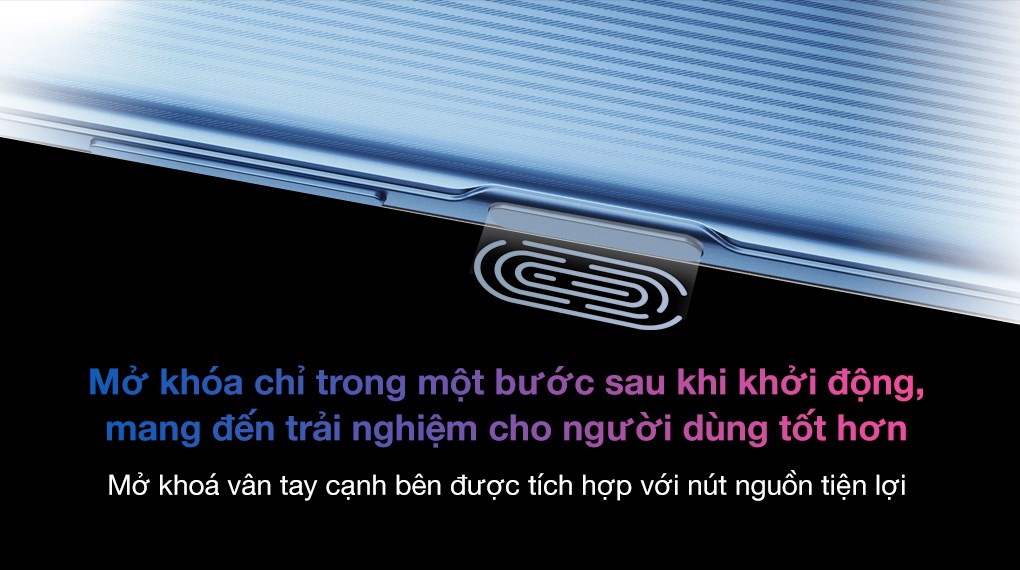 Mở khóa chỉ trong một bước sau khi khởi động,
mang đến trải nghiệm cho người dùng tốt hơn
Mở khoá vân tay cạnh bên được tích hợp với nút nguồn tiện lợi